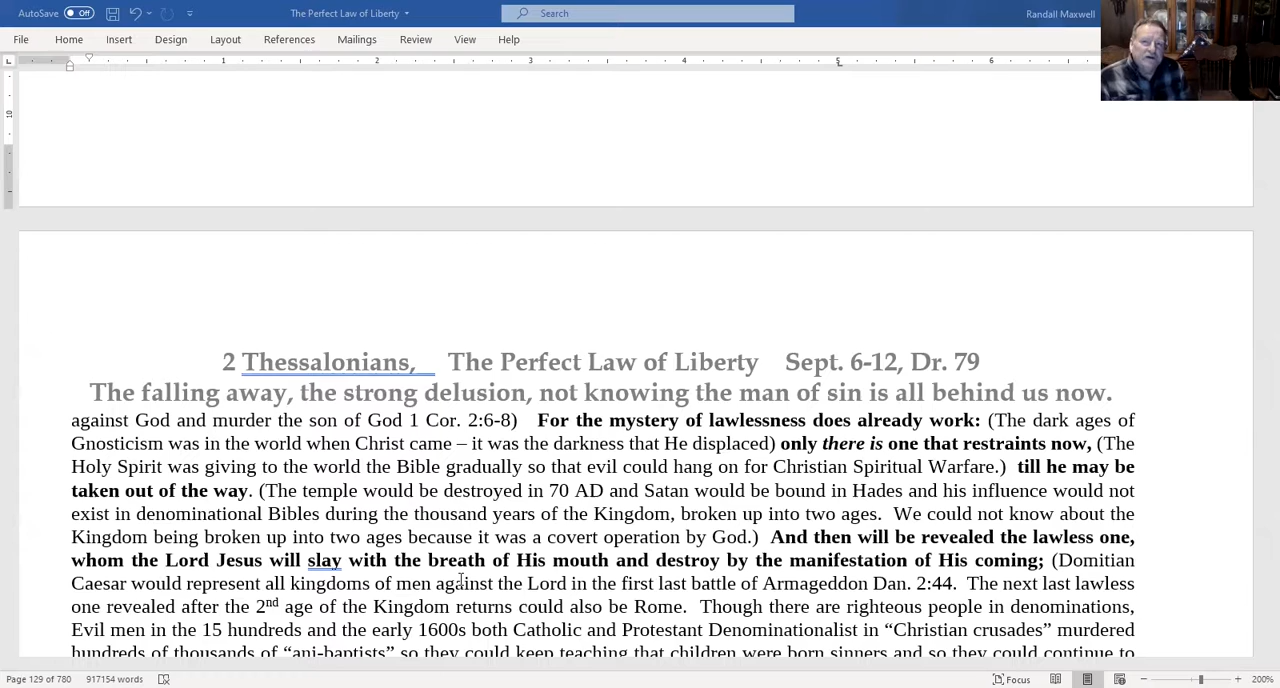 AutoSave Off The Perfect Law of Liberty Search Randall Maxwell
File Home Insert Design Layout References Mailings Review View Help
1 2 3 4 5 6
10
2 Thessalonians, The Perfect Law of Liberty Sept. 6-12, Dr. 79
The falling away, the strong delusion, not knowing the man of sin is all behind us now.
against God and murder the son of God 1 Cor. 2:6-8) For the mystery of lawlessness does already work: (The dark ages of
Gnosticism was in the world when Christ came – it was the darkness that He displaced) only there is one that restraints now, (The
Holy Spirit was giving to the world the Bible gradually so that evil could hang on for Christian Spiritual Warfare.) till he may be
taken out of the way. (The temple would be destroyed in 70 AD and Satan would be bound in Hades and his influence would not
exist in denominational Bibles during the thousand years of the Kingdom, broken up into two ages. We could not know about the
Kingdom being broken up into two ages because it was a covert operation by God.) And then will be revealed the lawless one,
whom the Lord Jesus will slay with the breath of His mouth and destroy by the manifestation of His coming; (Domitian
Caesar would represent all kingdoms of men against the Lord in the first last battle of Armageddon Dan. 2:44. The next last lawless
one revealed after the 2nd age of the Kingdom returns could also be Rome. Though there are righteous people in denominations,
Evil men in the 15 hundreds and the early 1600s both Catholic and Protestant Denominationalist in “Christian crusades” murdered
hundreds of thousands of “ani-baptists” so they could keep teaching that children were born sinners and so they could continue to
Page 129 of 780 917154 words Focus 200%